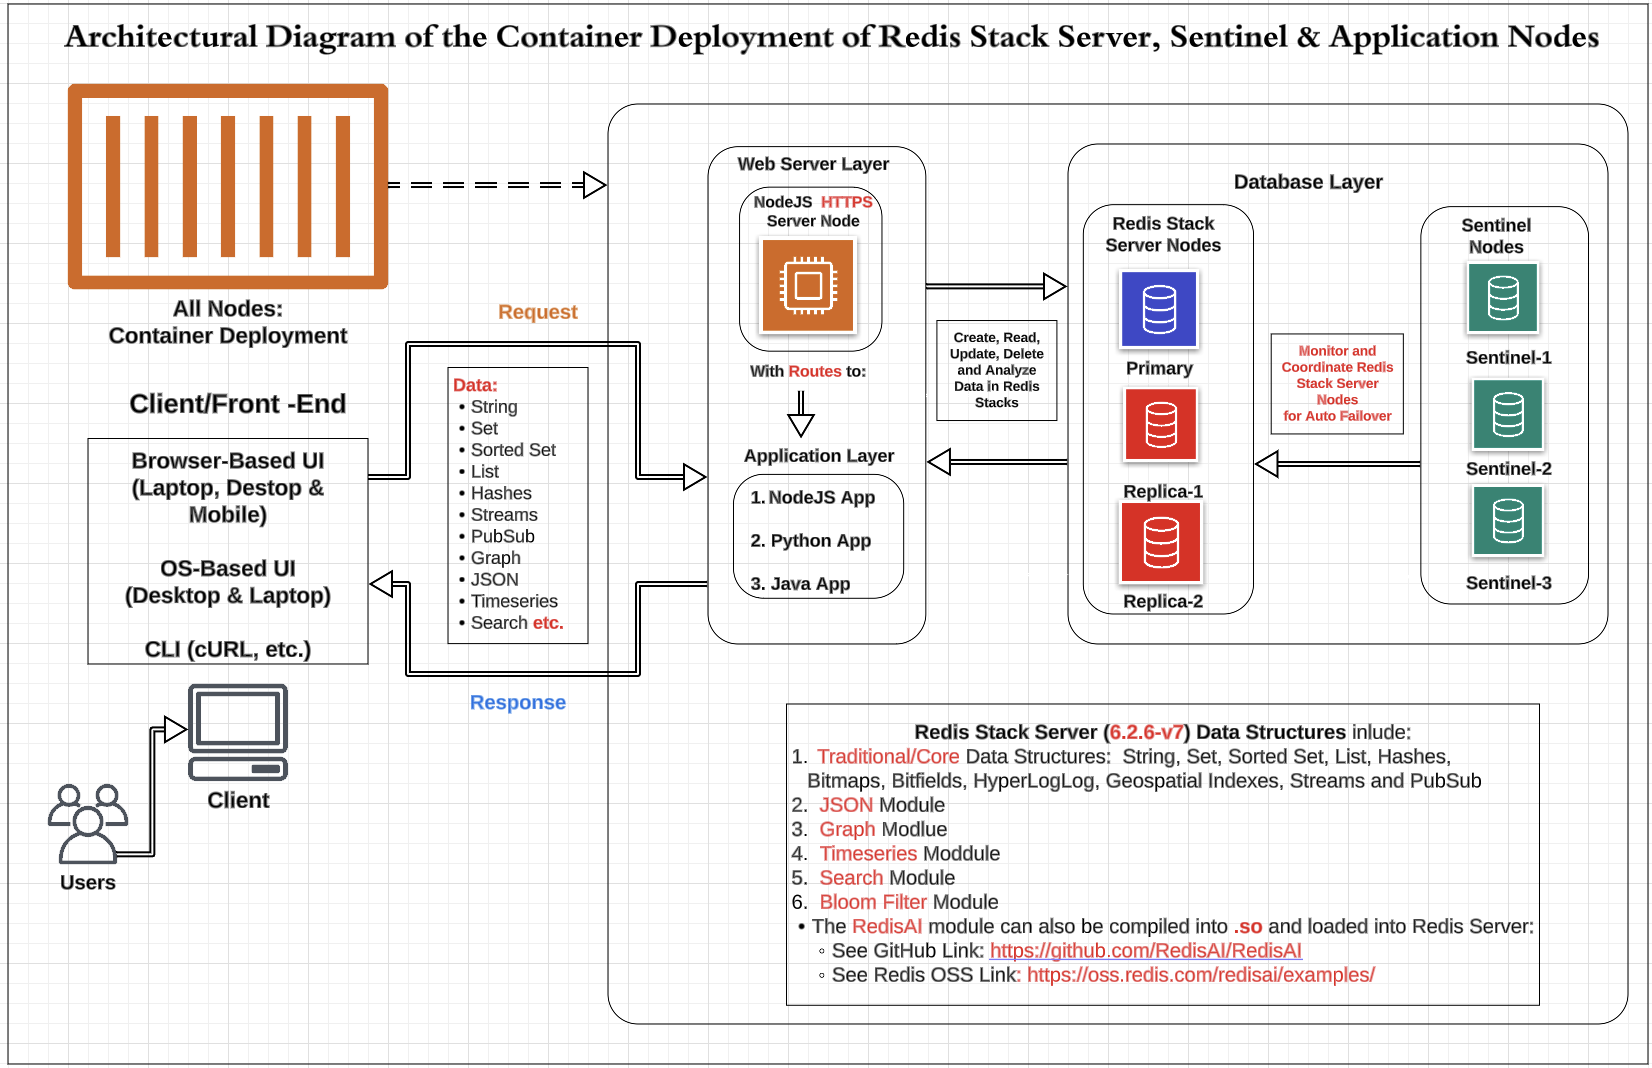 Architectural Diagram of the Container Deployment of Redis Stack Server, Sentinel & Application Nodes
All Nodes:
Container Deployment
Client/Front -End
Browser-Based UI
(Laptop, Destop &
Mobile)
OS-Based UI
(Desktop & Laptop)
CLI (cURL, etc.)
Client
Users
Request
Data:
• String
• Set
• Sorted Set
• List
• Hashes
• Streams
• PubSub
• Graph
• JSON
• Timeseries
• Search etc.
Response
Web Server Layer
NodeJS HTTPS
Server Node
With Routes to:
Application Layer
1. NodeJS App
2. Python App
3. Java App
Create, Read,
Update, Delete
and Analyze
Data in Redis
Stacks
Database Layer
Redis Stack
Server Nodes
Primary
Replica-1
Replica-2
Monitor and
Coordinate Redis
Stack Server
Nodes
for Auto Failover
Sentinel
Nodes
Sentinel-1
Sentinel-2
Sentinel-3
Redis Stack Server (6.2.6-v7) Data Structures inlude:
1. Traditional/Core Data Structures: String, Set, Sorted Set, List, Hashes,
Bitmaps, Bitfields, HyperLogLog, Geospatial Indexes, Streams and PubSub
2. JSON Module
3. Graph Modlue
4. Timeseries Moddule
5. Search Module
6. Bloom Filter Module
• The RedisAI module can also be compiled into .so and loaded into Redis Server:
◦ See GitHub Link: https://github.com/RedisAI/RedisAI
◦ See Redis OSS Link: https://oss.redis.com/redisai/examples/